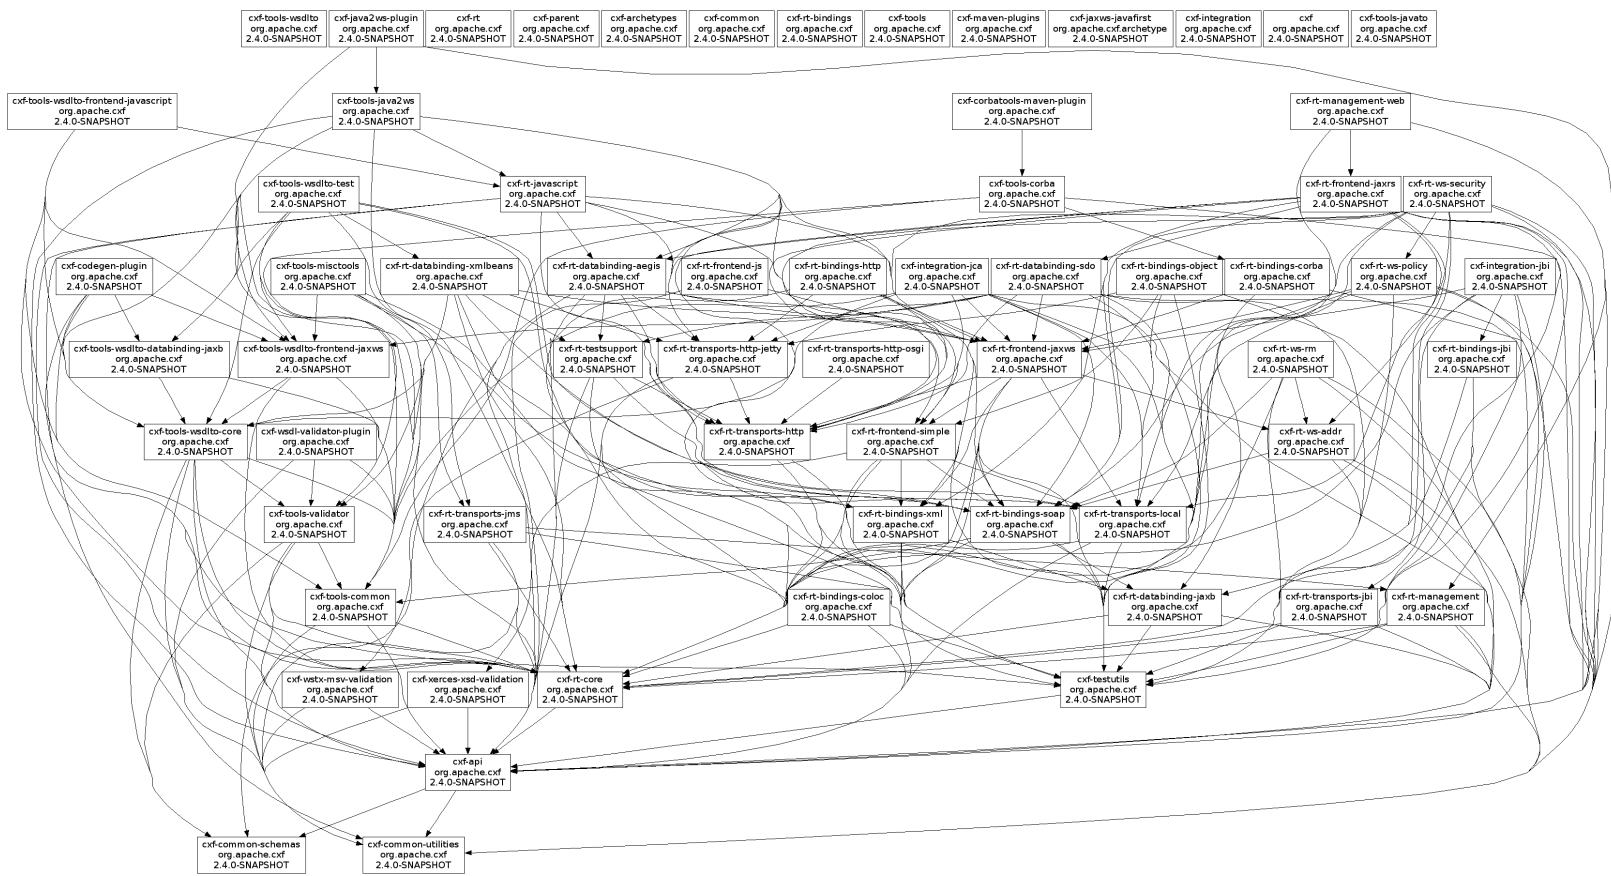 cxf-tools-wsdlto
org.apache.cxf
2.4.0-SNAPSHOT
cxf-java2ws-plugin
org.apache.cxf
2.4.0-SNAPSHOT
cxf-rt
org.apache.cxf
2.4.0-SNAPSHOT
cxf-parent
org.apache.cxf
2.4.0-SNAPSHOT
cxf-archetypes
org.apache.cxf
2.4.0-SNAPSHOT
cxf-common
org.apache.cxf
2.4.0-SNAPSHOT
cxf-rt-bindings
org.apache.cxf
2.4.0-SNAPSHOT
cxf-tools
org.apache.cxf
2.4.0-SNAPSHOT
cxf-maven-plugins
org.apache.cxf
2.4.0-SNAPSHOT
cxf-jaxws-javafirst
org.apache.cxf.archetype
2.4.0-SNAPSHOT
cxf-integration
org.apache.cxf
2.4.0-SNAPSHOT
cxf
org.apache.cxf
2.4.0-SNAPSHOT
cxf-tools-javato
org.apache.cxf
2.4.0-SNAPSHOT
cxf-tools-wsdlto-frontend-javascript
org.apache.cxf
2.4.0-SNAPSHOT
cxf-tools-java2ws
org.apache.cxf
2.4.0-SNAPSHOT
cxf-corbatools-maven-plugin
org.apache.cxf
2.4.0-SNAPSHOT
cxf-rt-management-web
org.apache.cxf
2.4.0-SNAPSHOT
cxf-tools-wsdlto-test
org.apache.cxf
2.4.0-SNAPSHOT
cxf-rt-javascript
org.apache.cxf
2.4.0-SNAPSHOT
cxf-tools-corba
org.apache.cxf
2.4.0-SNAPSHOT
cxf-rt-frontend-jaxrs
org.apache.cxf
2.4.0-SNAPSHOT
cxf-rt-ws-security
org.apache.cxf
2.4.0-SNAPSHOT
cxf-codegen-plugin
org.apache.cxf
2.4.0-SNAPSHOT
cxf-tools-misctools
org.apache.cxf
2.4.0-SNAPSHOT
cxf-rt-databinding-xmlbeans
org.apache.cxf
2.4.0-SNAPSHOT
cxf-rt-databinding-aegis
org.apache.cxf
2.4.0-SNAPSHOT
cxf-rt-frontend-js
org.apache.cxf
2.4.0-SNAPSHOT
cxf-rt-bindings-http
org.apache.cxf
2.4.0-SNAPSHOT
cxf-integration-jca
org.apache.cxf
2.4.0-SNAPSHOT
cxf-rt-databinding-sdo
org.apache.cxf
2.4.0-SNAPSHOT
cxf-rt-bindings-object
org.apache.cxf
2.4.0-SNAPSHOT
cxf-rt-bindings-corba
org.apache.cxf
2.4.0-SNAPSHOT
cxf-rt-ws-policy
org.apache.cxf
2.4.0-SNAPSHOT
cxf-integration-jbi
org.apache.cxf
2.4.0-SNAPSHOT
cxf-tools-wsdlto-databinding-jaxb
org.apache.cxf
2.4.0-SNAPSHOT
cxf-tools-wsdlto-frontend-jaxws
org.apache.cxf
2.4.0-SNAPSHOT
cxf-rt-testsupport
org.apache.cxf
2.4.0-SNAPSHOT
cxf-rt-transports-http-jetty
org.apache.cxf
2.4.0-SNAPSHOT
cxf-rt-transports-http-osgi
org.apache.cxf
2.4.0-SNAPSHOT
cxf-rt-frontend-jaxws
org.apache.cxf
2.4.0-SNAPSHOT
cxf-rt-ws-rm
org.apache.cxf
2.4.0-SNAPSHOT
cxf-rt-bindings-jbi
org.apache.cxf
2.4.0-SNAPSHOT
cxf-tools-wsdlto-core
org.apache.cxf
2.4.0-SNAPSHOT
cxf-wsdl-validator-plugin
org.apache.cxf
2.4.0-SNAPSHOT
cxf-rt-transports-http
org.apache.cxf
2.4.0-SNAPSHOT
cxf-rt-frontend-simple
org.apache.cxf
2.4.0-SNAPSHOT
cxf-rt-ws-addr
org.apache.cxf
2.4.0-SNAPSHOT
cxf-tools-validator
org.apache.cxf
2.4.0-SNAPSHOT
cxf-rt-transports-jms
org.apache.cxf
2.4.0-SNAPSHOT
cxf-rt-bindings-xml
org.apache.cxf
2.4.0-SNAPSHOT
cxf-rt-bindings-soap
org.apache.cxf
2.4.0-SNAPSHOT
cxf-rt-transports-local
org.apache.cxf
2.4.0-SNAPSHOT
cxf-tools-common
org.apache.cxf
2.4.0-SNAPSHOT
cxf-rt-bindings-coloc
org.apache.cxf
2.4.0-SNAPSHOT
cxf-rt-databinding-jaxb
org.apache.cxf
2.4.0-SNAPSHOT
cxf-rt-transports-jbi
org.apache.cxf
2.4.0-SNAPSHOT
cxf-rt-management
org.apache.cxf
2.4.0-SNAPSHOT
cxf-wstx-msv-validation
org.apache.cxf
2.4.0-SNAPSHOT
cxf-xerces-xsd-validation
org.apache.cxf
2.4.0-SNAPSHOT
cxf-rt-core
org.apache.cxf
2.4.0-SNAPSHOT
cxf-testutils
org.apache.cxf
2.4.0-SNAPSHOT
cxf-api
org.apache.cxf
2.4.0-SNAPSHOT
cxf-common-schemas
org.apache.cxf
2.4.0-SNAPSHOT
cxf-common-utilities
org.apache.cxf
2.4.0-SNAPSHOT